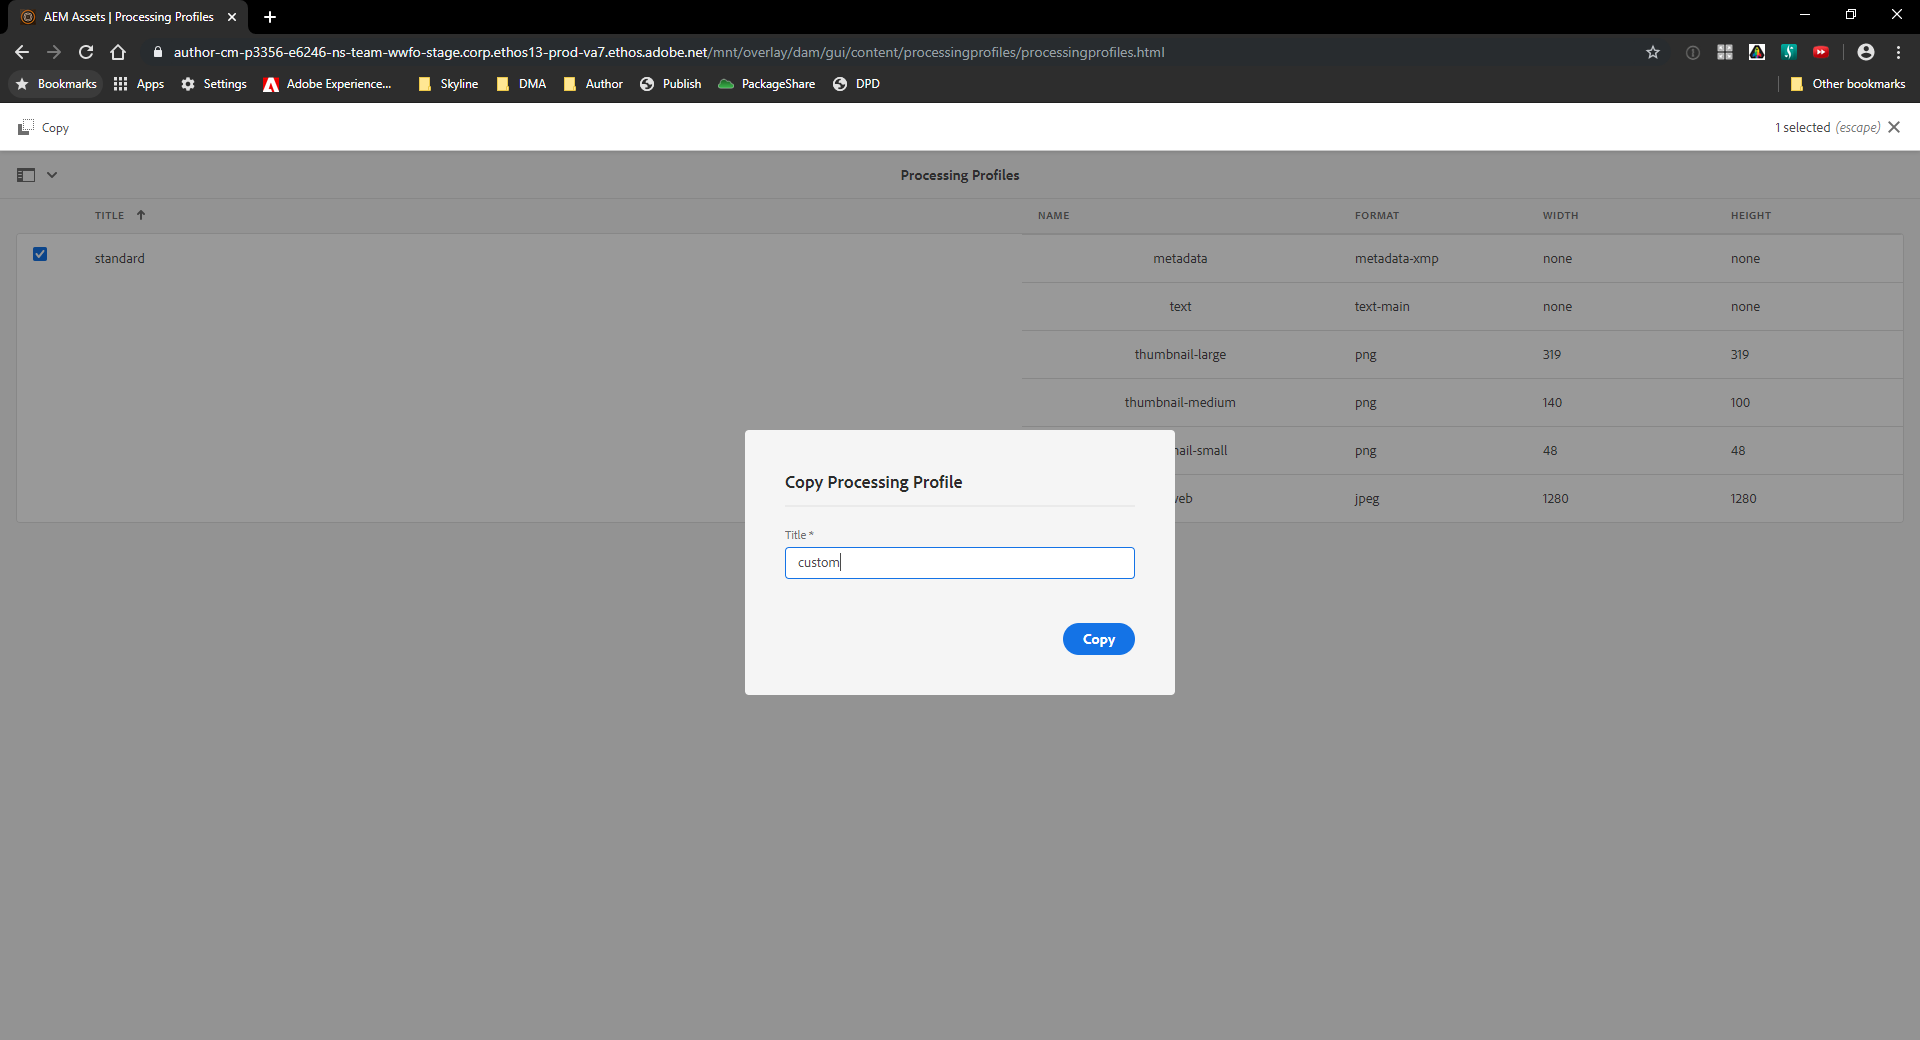 AEM Assets | Processing Profiles
author-cm-p3356-e6246-ns-team-wwfo-stage.corp.ethos13-prod-va7.ethos.adobe.net/mnt/overlay/dam/gui/content/processingprofiles/processingprofiles.html
Bookmarks Apps Settings Adobe Experience... Skyline DMA Author Publish PackageShare DPD Other bookmarks
Copy 1 selected (escape)
Processing Profiles
TITLE NAME FORMAT WIDTH HEIGHT
standard metadata metadata-xmp none none
text text-main none none
thumbnail-large png 319 319
thumbnail-medium png 140 100
nail-small png 48 48
web jpeg 1280 1280
Copy Processing Profile
Title *
custom
Copy